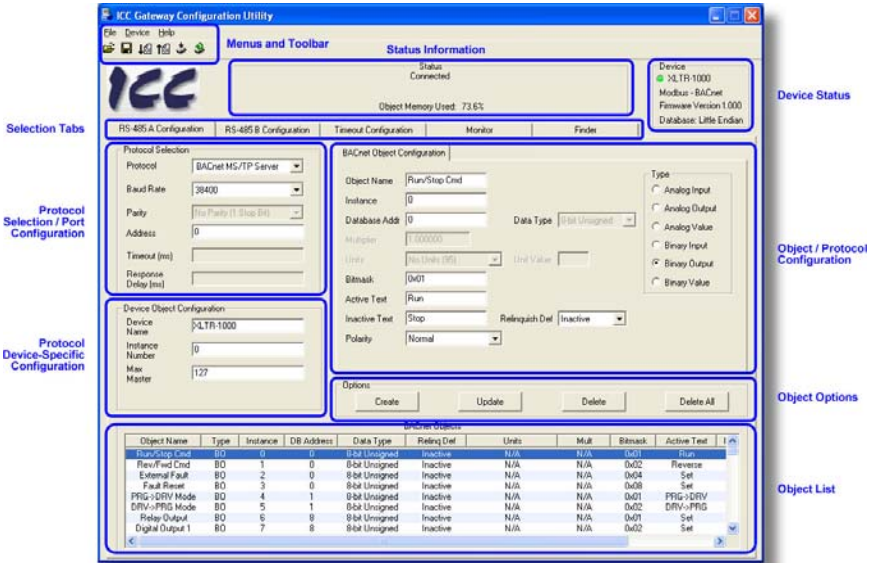 ICC Gateway Configuration Utility
File Device Help
Menus and Toolbar
Status Information
Status
Connected
Object Memory Used: 73.6%
Device
XLTR-1000
Modbus - BACnet
Firmware Version 1.000
Database: Little Endian
Device Status
ICC
Selection Tabs
RS-485 A Configuration
RS-485 B Configuration
Timeout Configuration
Monitor
Finder
Protocol Selection
Protocol BACnet MS/TP Server
Baud Rate 38400
Parity No Parity (1 Stop Bit)
Address 0
Timeout (ms)
Response
Delay (ms)
Protocol
Selection / Port
Configuration
BACnet Object Configuration
Object Name Run/Stop Cmd
Instance 0
Database Addr 0 Data Type 8-bit Unsigned
Multiplier 1.000000
Units No Units (95) Unit Value
Bitmask 0x01
Active Text Run
Inactive Text Stop Relinquish Def Inactive
Polarity Normal
Type
Analog Input
Analog Output
Analog Value
Binary Input
Binary Output
Binary Value
Object / Protocol
Configuration
Device Object Configuration
Device
Name XLTR-1000
Instance
Number 0
Max
Master 127
Protocol
Device-Specific
Configuration
Options
Create Update Delete Delete All
Object Options
BACnet Objects
Object Name Type Instance DB Address Data Type Relinq Def Units Mult Bitmask Active Text
Run/Stop Cmd BO 0 0 8-bit Unsigned Inactive N/A N/A 0x01 Run
Rev/Fwd Cmd BO 1 0 8-bit Unsigned Inactive N/A N/A 0x02 Reverse
External Fault BO 2 0 8-bit Unsigned Inactive N/A N/A 0x04 Set
Fault Reset BO 3 0 8-bit Unsigned Inactive N/A N/A 0x08 Set
PRG->DRV Mode BO 4 1 8-bit Unsigned Inactive N/A N/A 0x01 PRG->DRV
DRV->PRG Mode BO 5 1 8-bit Unsigned Inactive N/A N/A 0x02 DRV->PRG
Relay Output BO 6 8 8-bit Unsigned Inactive N/A N/A 0x01 Set
Digital Output 1 BO 7 8 8-bit Unsigned Inactive N/A N/A 0x02 Set
Object List